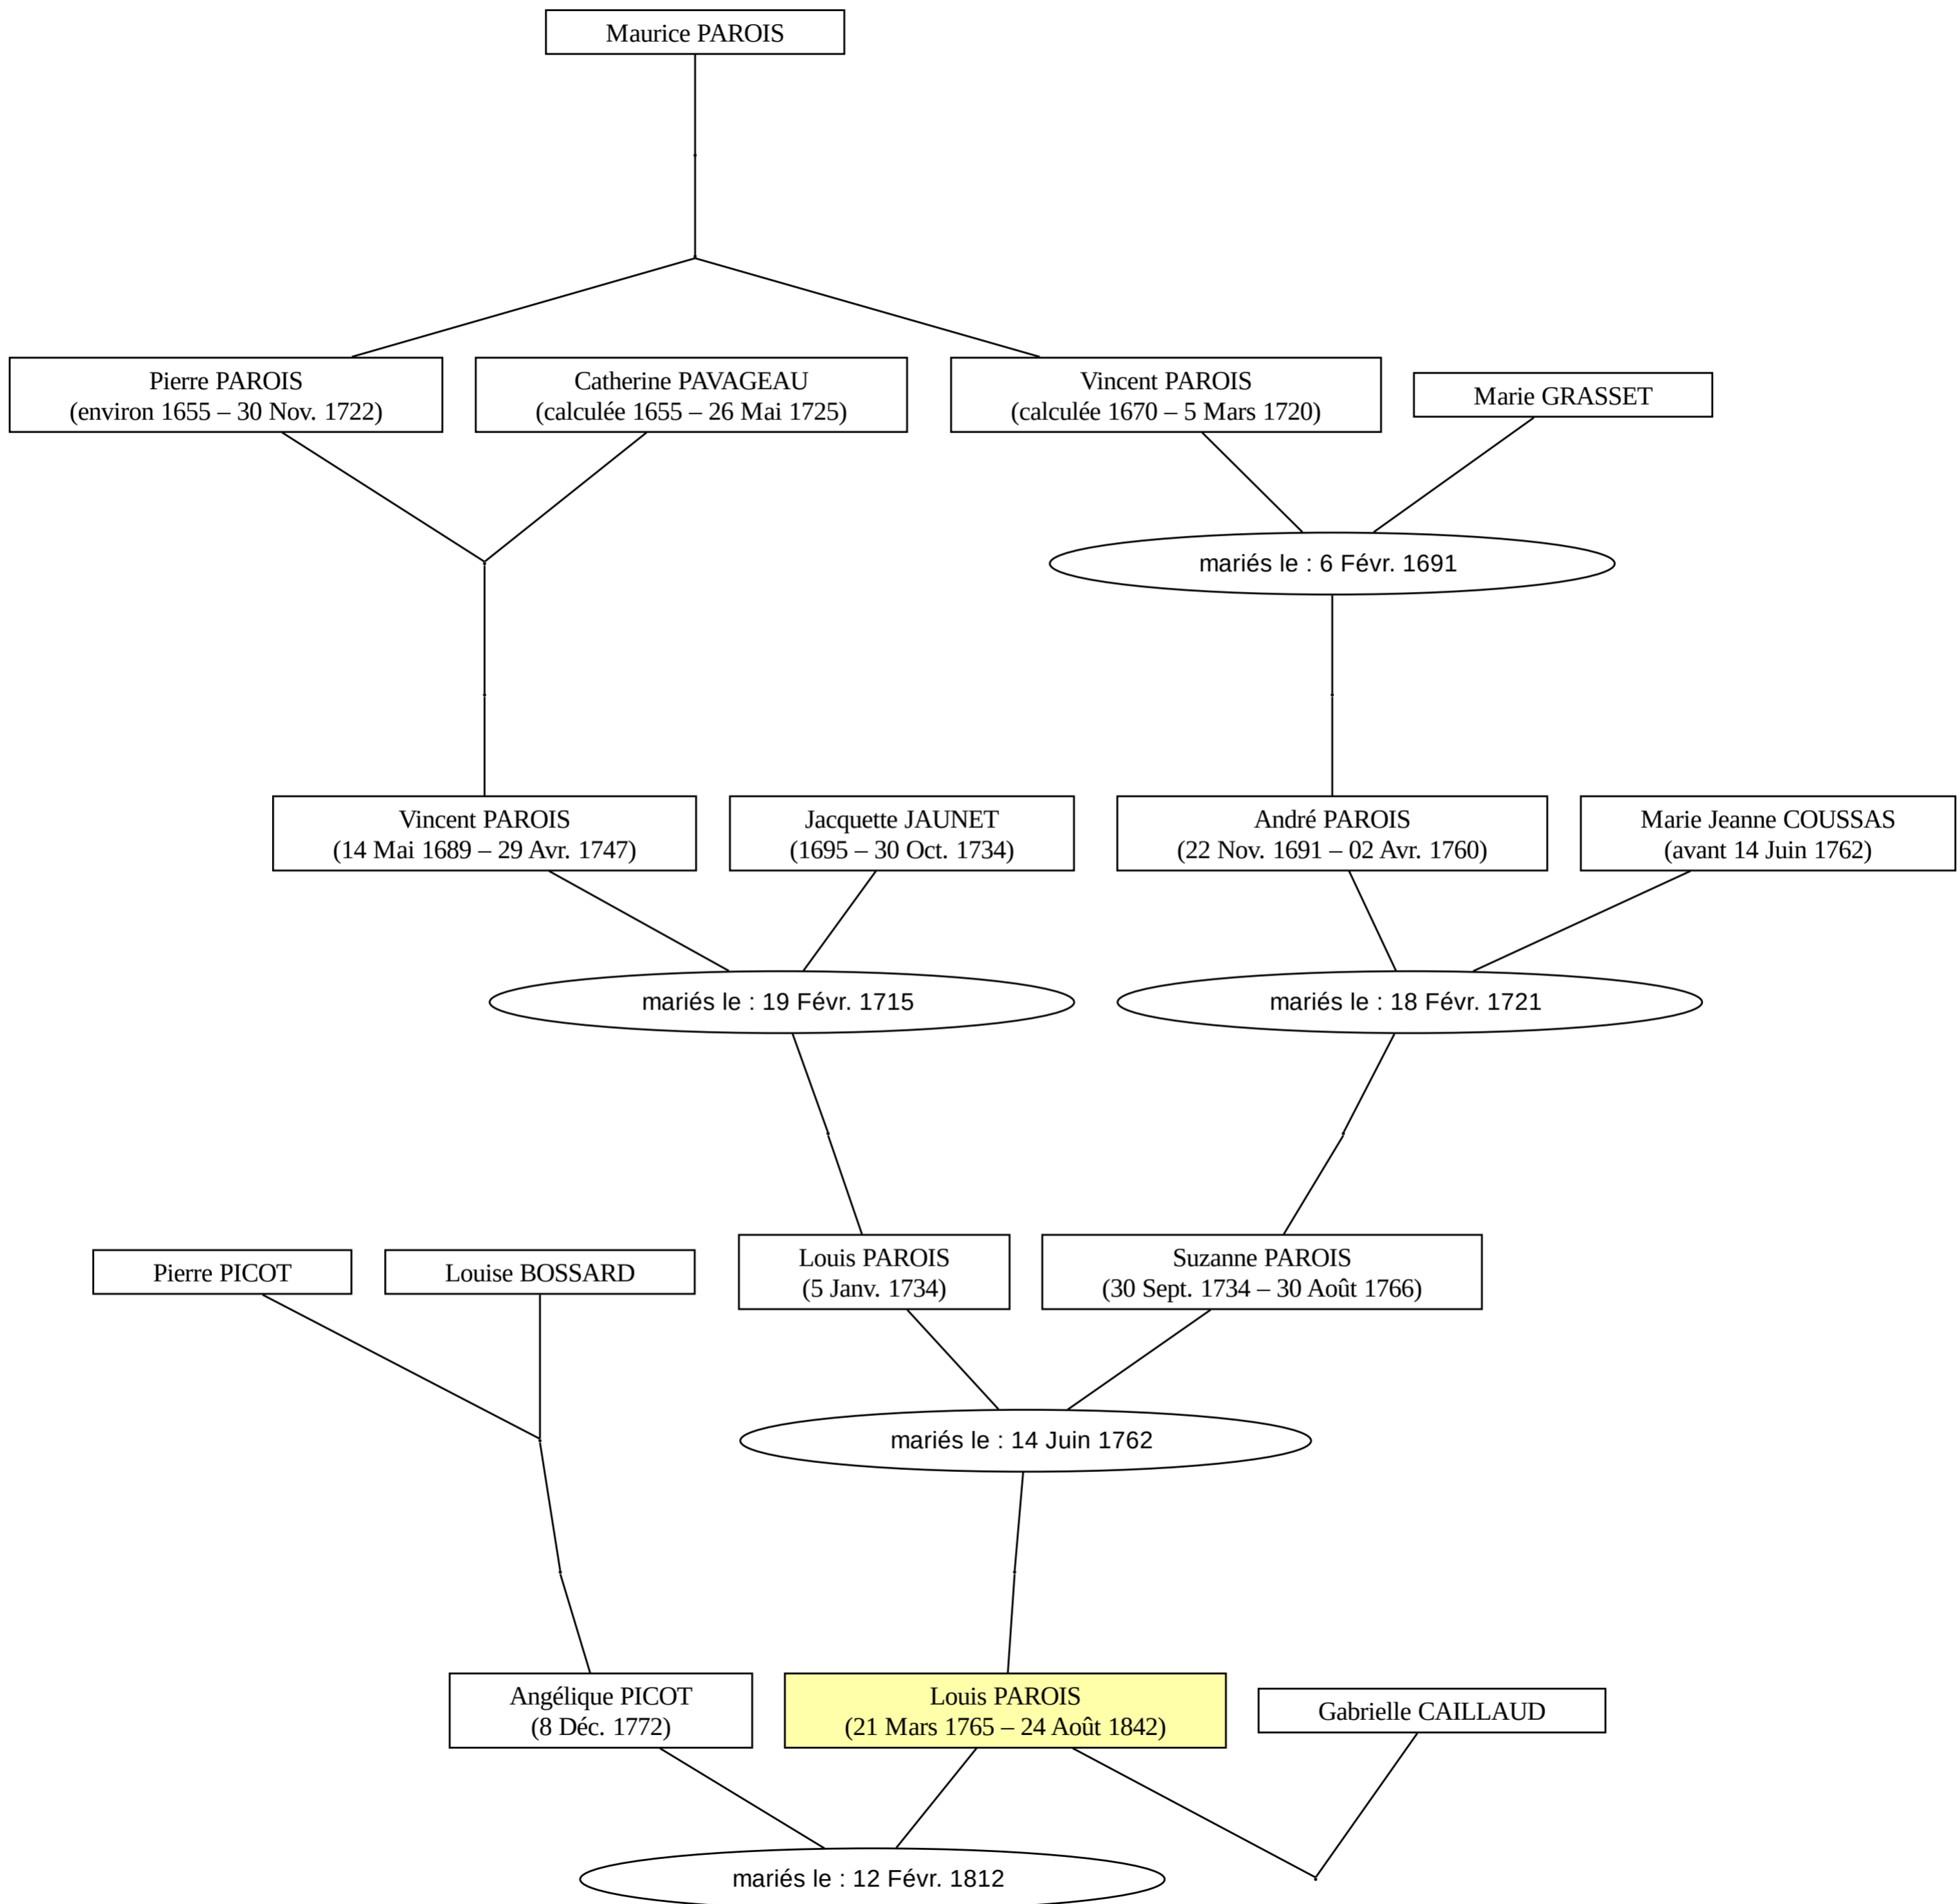 Maurice PAROIS
Pierre PAROIS
(environ 1655 – 30 Nov. 1722)
Catherine PAVAGEAU
(calculée 1655 – 26 Mai 1725)
Vincent PAROIS
(calculée 1670 – 5 Mars 1720)
Marie GRASSET
mariés le : 6 Févr. 1691
Vincent PAROIS
(14 Mai 1689 – 29 Avr. 1747)
Jacquette JAUNET
(1695 – 30 Oct. 1734)
André PAROIS
(22 Nov. 1691 – 02 Avr. 1760)
Marie Jeanne COUSSAS
(avant 14 Juin 1762)
mariés le : 19 Févr. 1715
mariés le : 18 Févr. 1721
Pierre PICOT
Louise BOSSARD
Louis PAROIS
(5 Janv. 1734)
Suzanne PAROIS
(30 Sept. 1734 – 30 Août 1766)
mariés le : 14 Juin 1762
Angélique PICOT
(8 Déc. 1772)
Louis PAROIS
(21 Mars 1765 – 24 Août 1842)
Gabrielle CAILLAUD
mariés le : 12 Févr. 1812